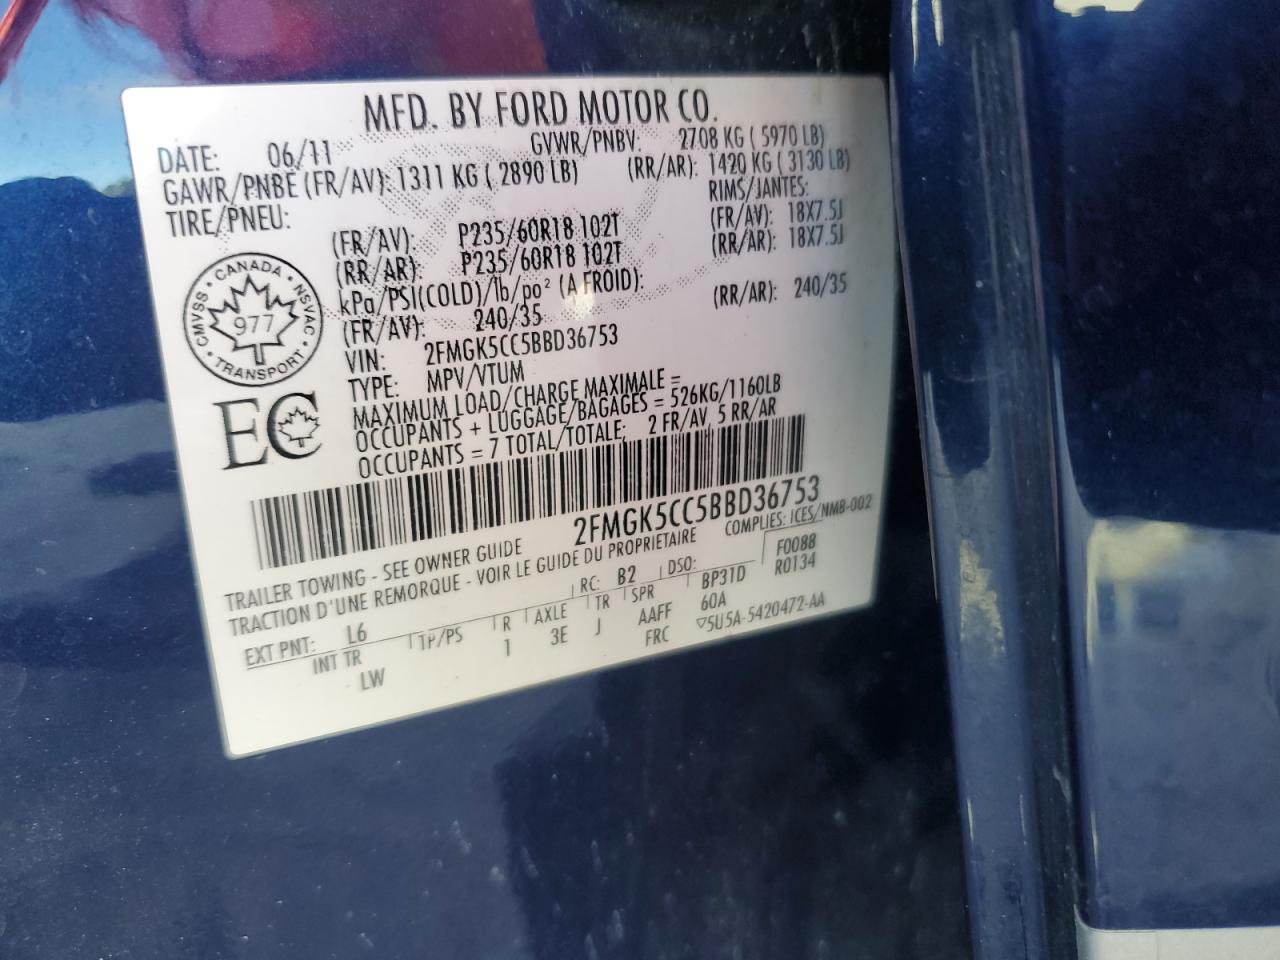 MFD. BY FORD MOTOR CO.
DATE: 06/11 GVWR/PNBV: 2708 KG ( 5970 LB)
GAWR/PNBE (FR/AV): 1311 KG ( 2890 LB) (RR/AR): 1420 KG ( 3130 LB)
TIRE/PNEU: RIMS/JANTES:
(FR/AV): P235/60R18 102T (FR/AV): 18X7.5J
(RR/AR): P235/60R18 102T (RR/AR): 18X7.5J
kPa/PSI(COLD)/lb/po² (A FROID):
(FR/AV): 240/35 (RR/AR): 240/35
VIN: 2FMGK5CC5BBD36753
TYPE: MPV/VTUM
MAXIMUM LOAD/CHARGE MAXIMALE =
OCCUPANTS + LUGGAGE/BAGAGES = 526KG/1160LB
OCCUPANTS = 7 TOTAL/TOTALE; 2 FR/AV, 5 RR/AR
CANADA
CMVSS · NSVAC
977
TRANSPORT
EC
2FMGK5CC5BBD36753
TRAILER TOWING - SEE OWNER GUIDE COMPLIES: ICES/NMB-002
TRACTION D'UNE REMORQUE - VOIR LE GUIDE DU PROPRIETAIRE
F0088
R0134
EXT PNT: L6 RC: B2 DSO: BP31D
INT TR TP/PS R AXLE TR SPR 60A
LW 1 3E J AAFF
FRC ▽5U5A-5420472-AA